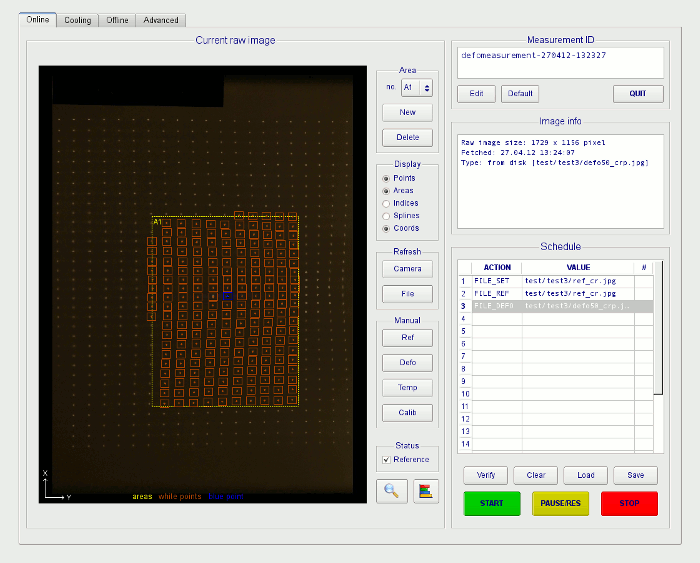 Online Cooling Offline Advanced
Current raw image
A1
X
Y
areas white points blue point
Area
no. A1
New
Delete
Display
Points
Areas
Indices
Splines
Coords
Refresh
Camera
File
Manual
Ref
Defo
Temp
Calib
Status
Reference
Measurement ID
defomeasurement-270412-132327
Edit Default QUIT
Image info
Raw image size: 1729 x 1156 pixel
Fetched: 27.04.12 13:24:07
Type: from disk [test/test3/defo50_crp.jpg]
Schedule
ACTION VALUE #
1 FILE_SET test/test3/ref_cr.jpg
2 FILE_REF test/test3/ref_cr.jpg
3 FILE_DEFO test/test3/defo50_crp.j...
4
5
6
7
8
9
10
11
12
13
14
Verify Clear Load Save
START PAUSE/RES STOP